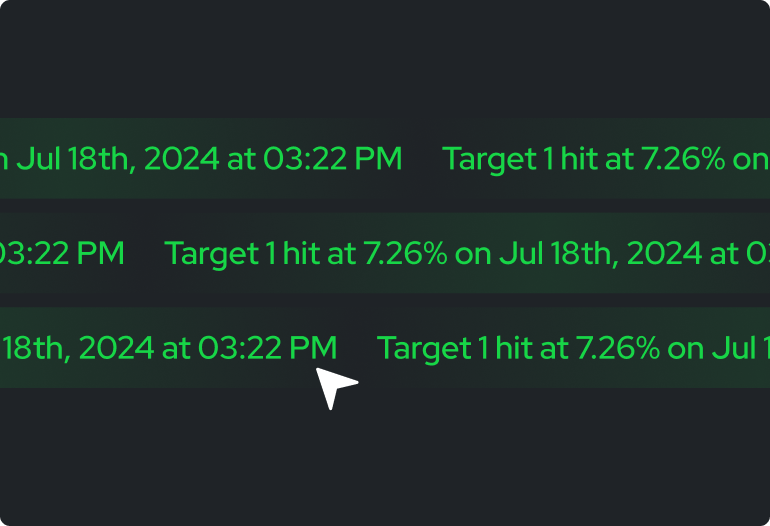 n Jul 18th, 2024 at 03:22 PM Target 1 hit at 7.26% on
03:22 PM Target 1 hit at 7.26% on Jul 18th, 2024 at 03
18th, 2024 at 03:22 PM Target 1 hit at 7.26% on Jul 1